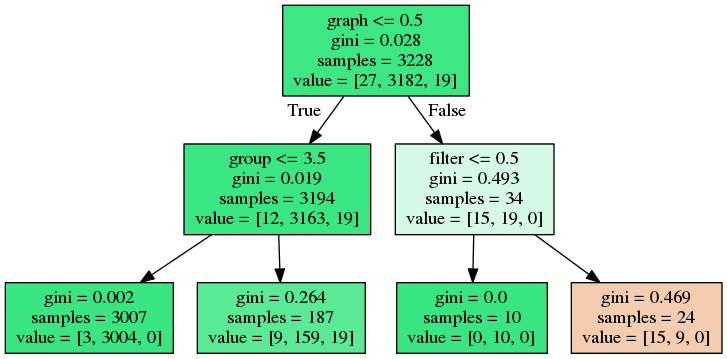 graph <= 0.5
gini = 0.028
samples = 3228
value = [27, 3182, 19]
True
False
group <= 3.5
gini = 0.019
samples = 3194
value = [12, 3163, 19]
filter <= 0.5
gini = 0.493
samples = 34
value = [15, 19, 0]
gini = 0.002
samples = 3007
value = [3, 3004, 0]
gini = 0.264
samples = 187
value = [9, 159, 19]
gini = 0.0
samples = 10
value = [0, 10, 0]
gini = 0.469
samples = 24
value = [15, 9, 0]